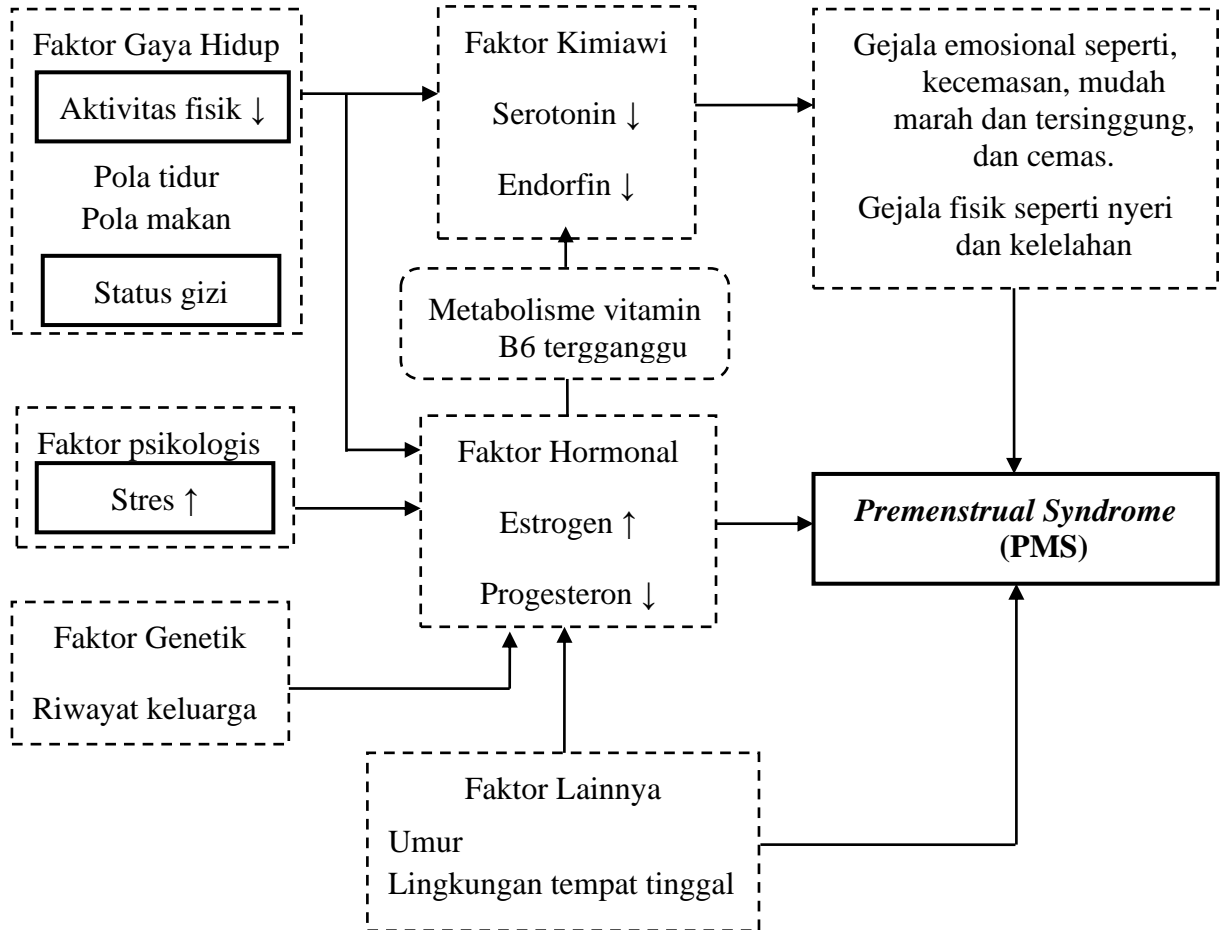 Faktor Gaya Hidup
Aktivitas fisik ↓
Pola tidur
Pola makan
Status gizi
Faktor Kimiawi
Serotonin ↓
Endorfin ↓
Gejala emosional seperti,
kecemasan, mudah
marah dan tersinggung,
dan cemas.
Gejala fisik seperti nyeri
dan kelelahan
Metabolisme vitamin
B6 tergganggu
Faktor psikologis
Stres ↑
Faktor Hormonal
Estrogen ↑
Progesteron ↓
Premenstrual Syndrome
(PMS)
Faktor Genetik
Riwayat keluarga
Faktor Lainnya
Umur
Lingkungan tempat tinggal